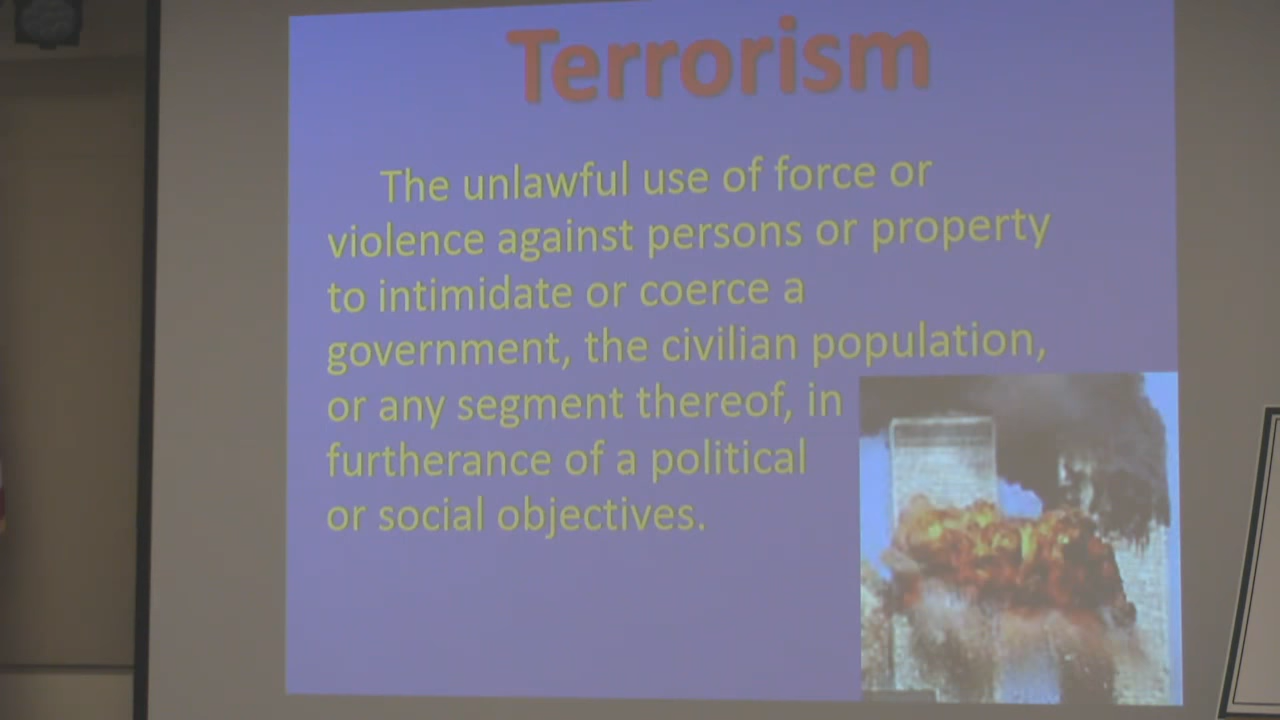 Terrorism
The unlawful use of force or
violence against persons or property
to intimidate or coerce a
government, the civilian population,
or any segment thereof, in
furtherance of a political
or social objectives.